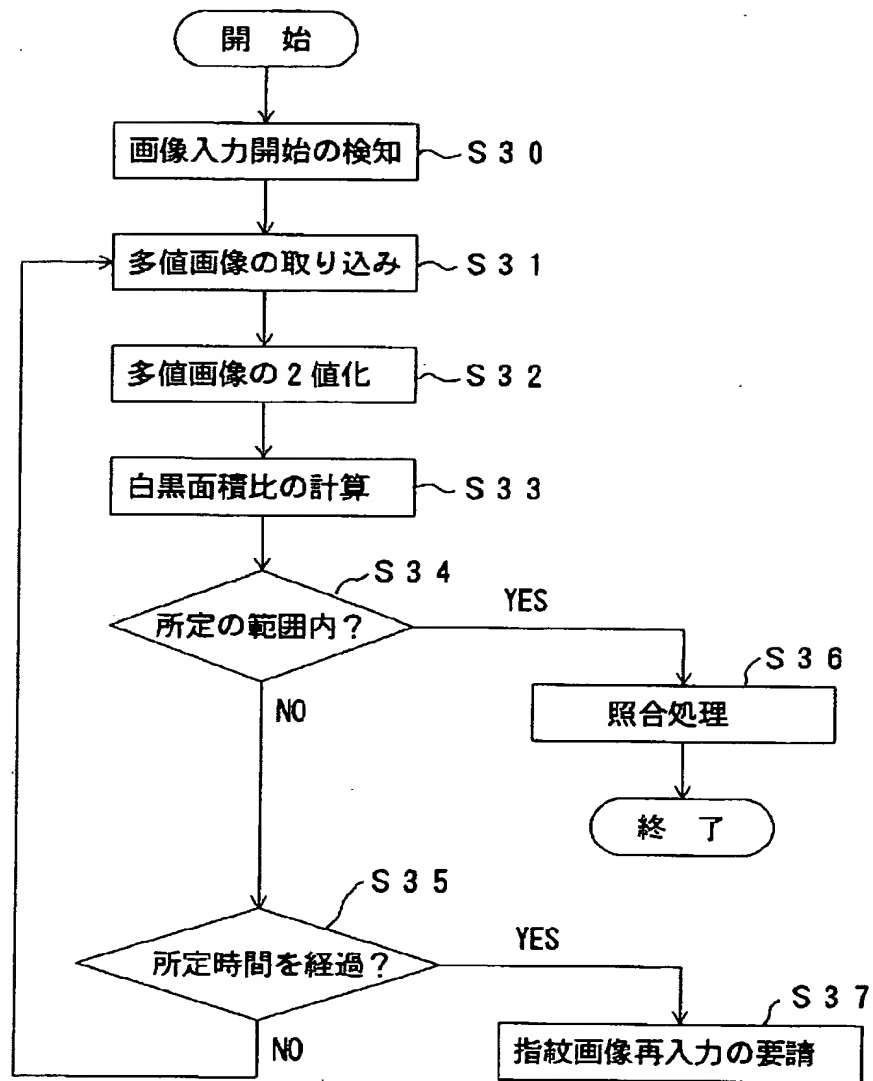 開 始
画像入力開始の検知
S30
多値画像の取り込み
S31
多値画像の2値化
S32
白黒面積比の計算
S33
S34
所定の範囲内?
YES
NO
S36
照合処理
終 了
S35
所定時間を経過?
YES
NO
S37
指紋画像再入力の要請